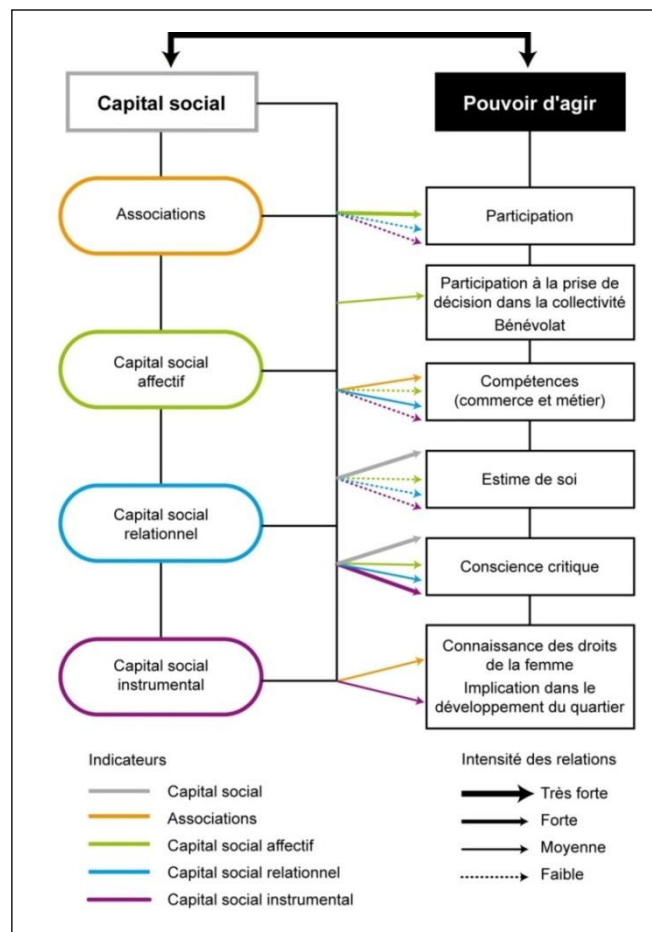 Capital social
Pouvoir d'agir
Associations
Participation
Participation à la prise de
décision dans la collectivité
Bénévolat
Capital social
affectif
Compétences
(commerce et métier)
Estime de soi
Capital social
relationnel
Conscience critique
Capital social
instrumental
Connaissance des droits
de la femme
Implication dans le
développement du quartier
Indicateurs
Capital social
Associations
Capital social affectif
Capital social relationnel
Capital social instrumental
Intensité des relations
Très forte
Forte
Moyenne
Faible